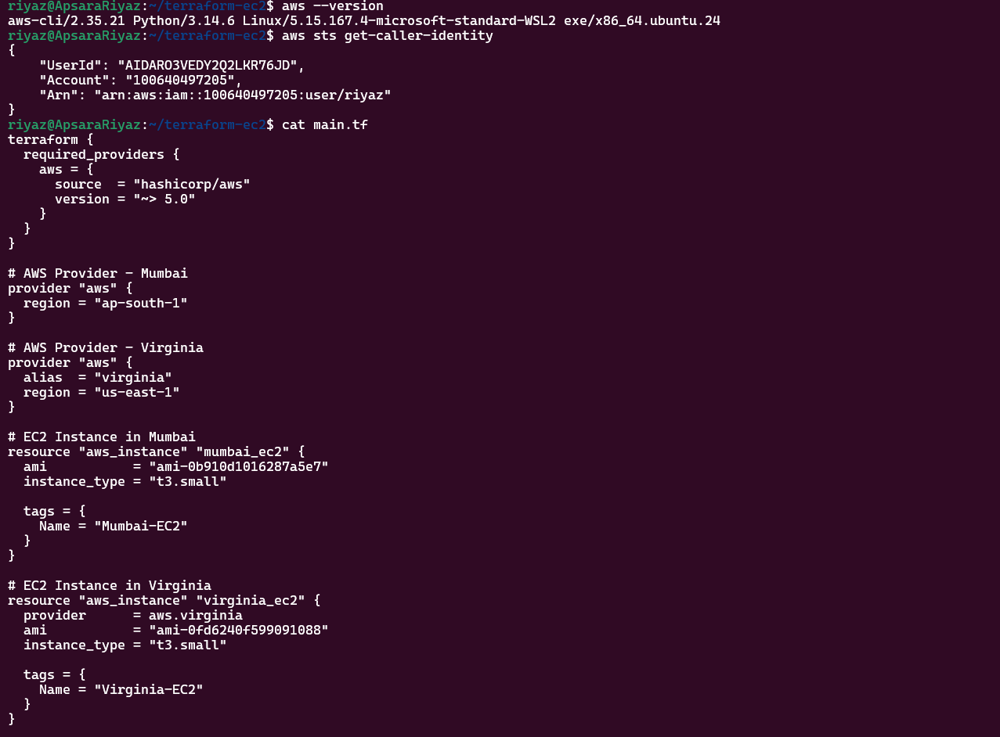 riyaz@ApsaraRiyaz:~/terraform-ec2$ aws --version
aws-cli/2.35.21 Python/3.14.6 Linux/5.15.167.4-microsoft-standard-WSL2 exe/x86_64.ubuntu.24
riyaz@ApsaraRiyaz:~/terraform-ec2$ aws sts get-caller-identity
{
    "UserId": "AIDARO3VEDY2Q2LKR76JD",
    "Account": "100640497205",
    "Arn": "arn:aws:iam::100640497205:user/riyaz"
}
riyaz@ApsaraRiyaz:~/terraform-ec2$ cat main.tf
terraform {
  required_providers {
    aws = {
      source  = "hashicorp/aws"
      version = "~> 5.0"
    }
  }
}

# AWS Provider - Mumbai
provider "aws" {
  region = "ap-south-1"
}

# AWS Provider - Virginia
provider "aws" {
  alias  = "virginia"
  region = "us-east-1"
}

# EC2 Instance in Mumbai
resource "aws_instance" "mumbai_ec2" {
  ami           = "ami-0b910d1016287a5e7"
  instance_type = "t3.small"

  tags = {
    Name = "Mumbai-EC2"
  }
}

# EC2 Instance in Virginia
resource "aws_instance" "virginia_ec2" {
  provider      = aws.virginia
  ami           = "ami-0fd6240f599091088"
  instance_type = "t3.small"

  tags = {
    Name = "Virginia-EC2"
  }
}